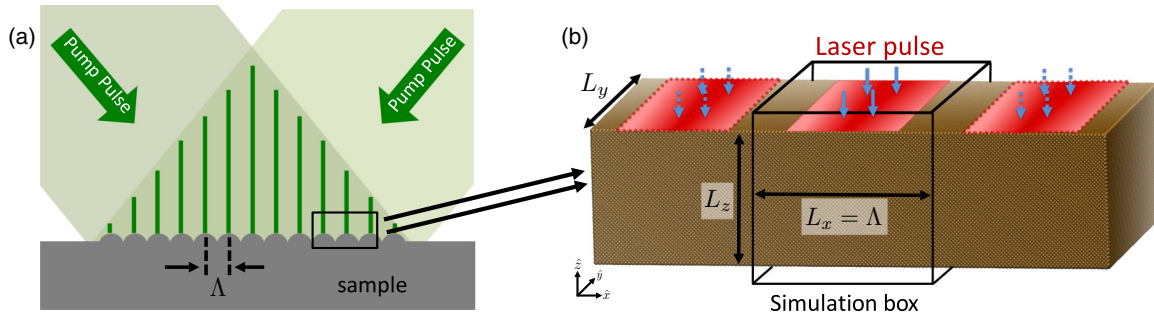 (a)
Pump Pulse
Pump Pulse
Λ
sample
(b)
Laser pulse
L_y
L_z
L_x = Λ
ẑ
ŷ
x̂
Simulation box